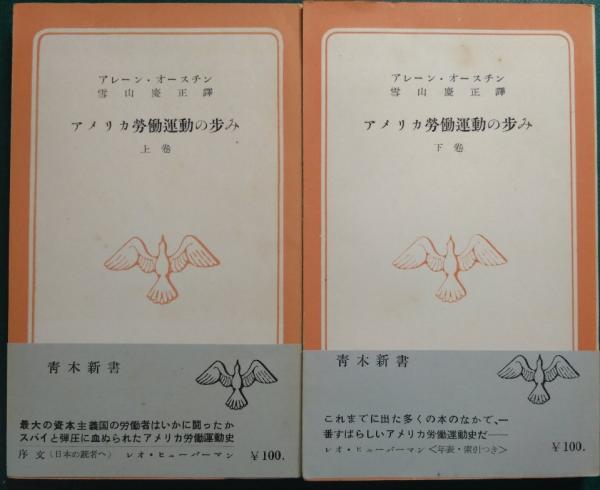 アレーン・オースチン
雪山慶正譯
アメリカ勞働運動の歩み
上巻
靑木新書
最大の資本主義国の労働者はいかに闘ったか
スパイと弾圧に血ぬられたアメリカ労働運動史
序文(日本の読者へ) レオ・ヒューバーマン ¥100.
アレーン・オースチン
雪山慶正譯
アメリカ勞働運動の歩み
下巻
靑木新書
これまでに出た多くの本のなかで、一
番すばらしいアメリカ労働運動史だ――
レオ・ヒューバーマン<年表・索引つき> ¥100.